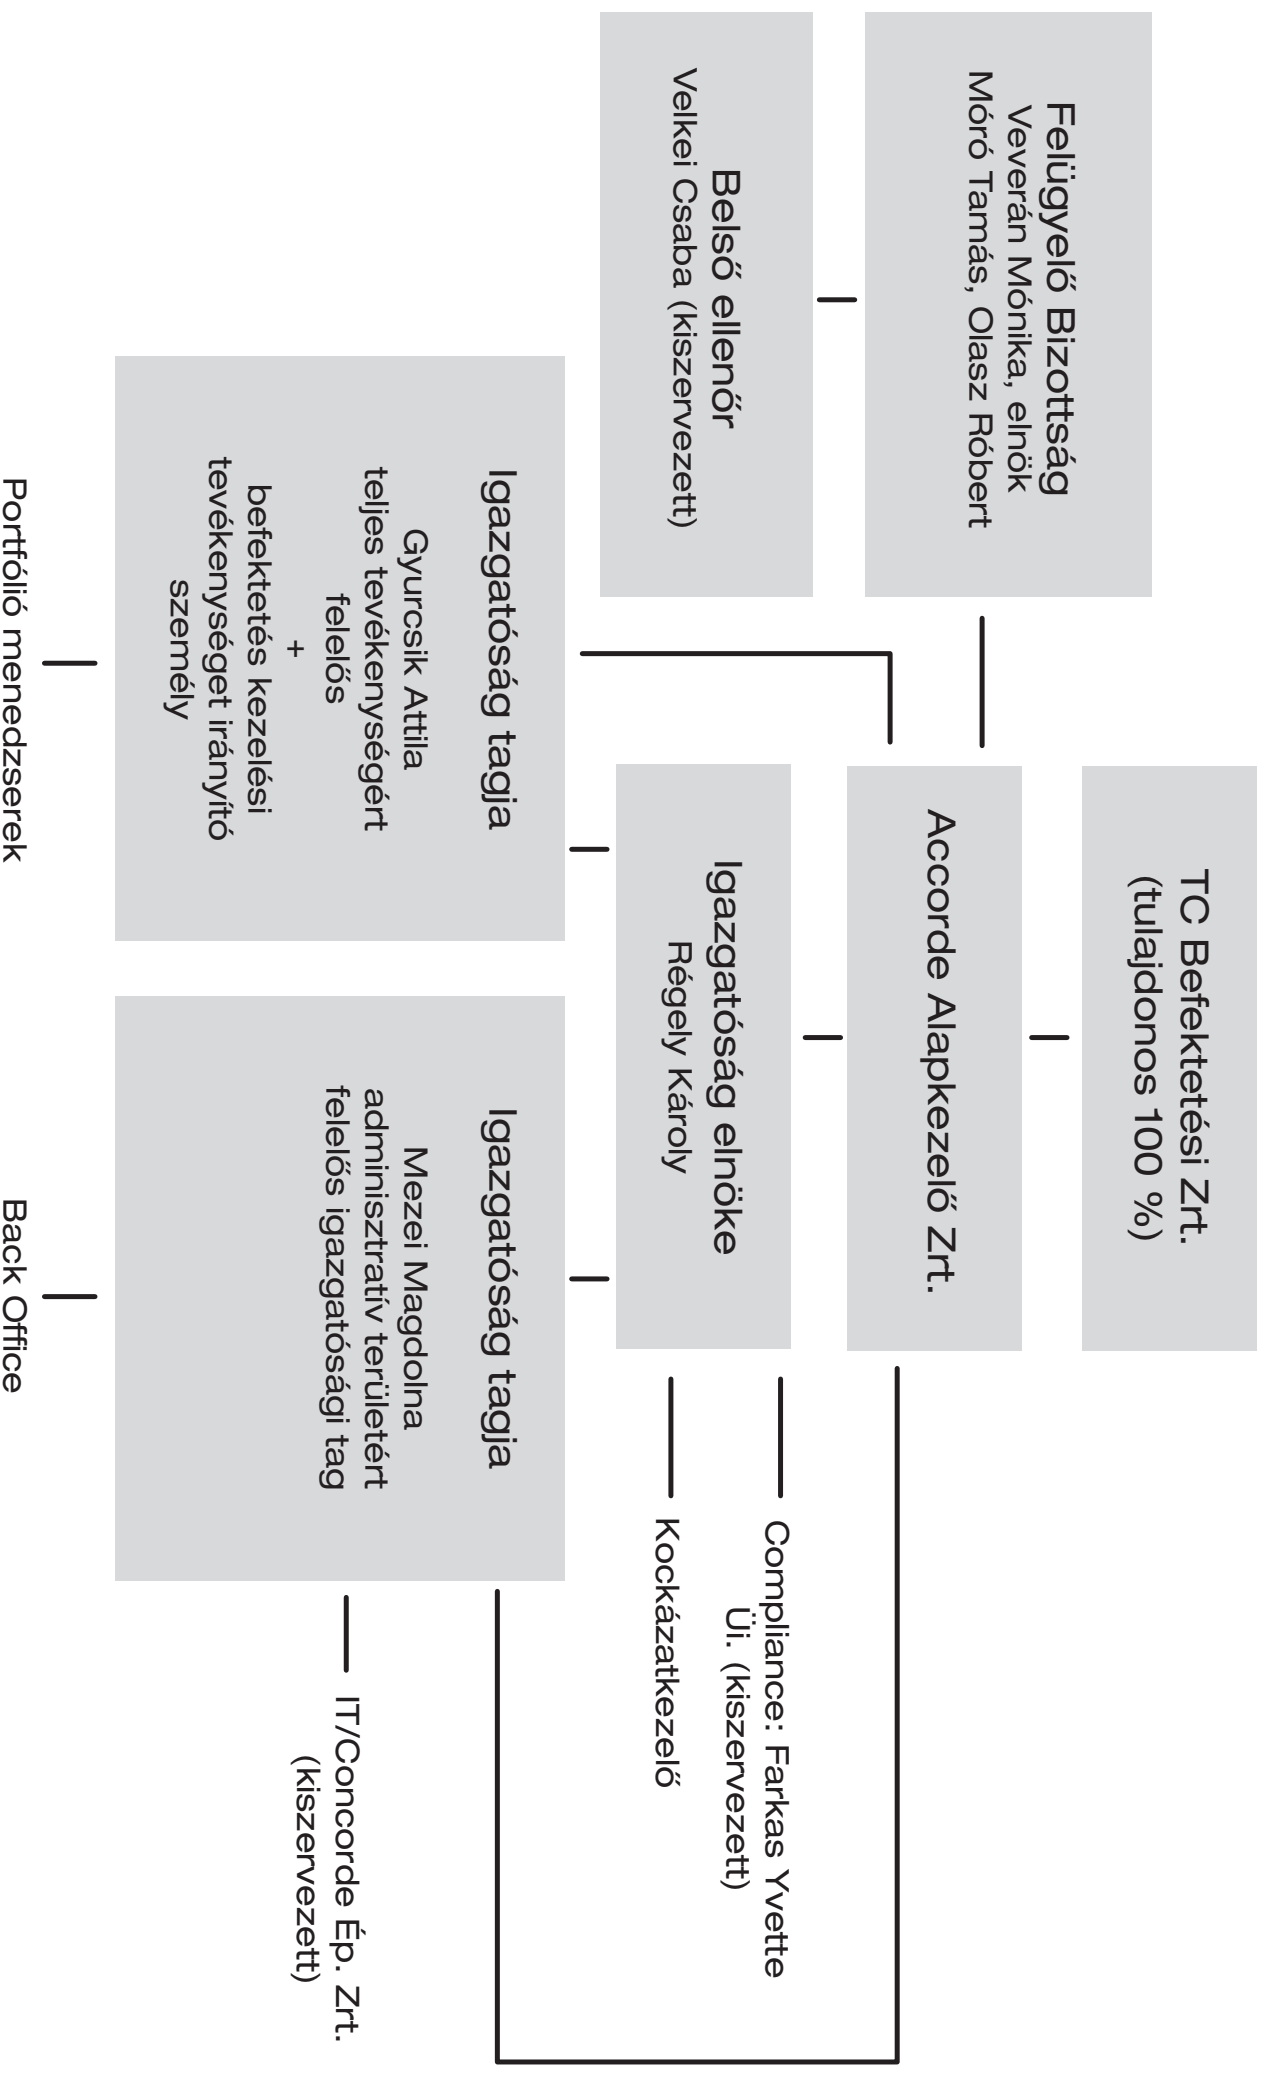 TC Befektetési Zrt.
(tulajdonos 100 %)
Felügyelő Bizottság
Veverán Mónika, elnök
Móró Tamás, Olasz Róbert
Accorde Alapkezelő Zrt.
Belső ellenőr
Velkei Csaba (kiszervezett)
Igazgatóság elnöke
Régely Károly
Compliance: Farkas Yvette
Üi. (kiszervezett)
Kockázatkezelő
Igazgatóság tagja
Gyurcsik Attila
teljes tevékenységért
felelős
+
befektetés kezelési
tevékenységet irányító
személy
Igazgatóság tagja
Mezei Magdolna
adminisztratív területért
felelős igazgatósági tag
IT/Concorde Ép. Zrt.
(kiszervezett)
Portfólió menedzserek
Back Office